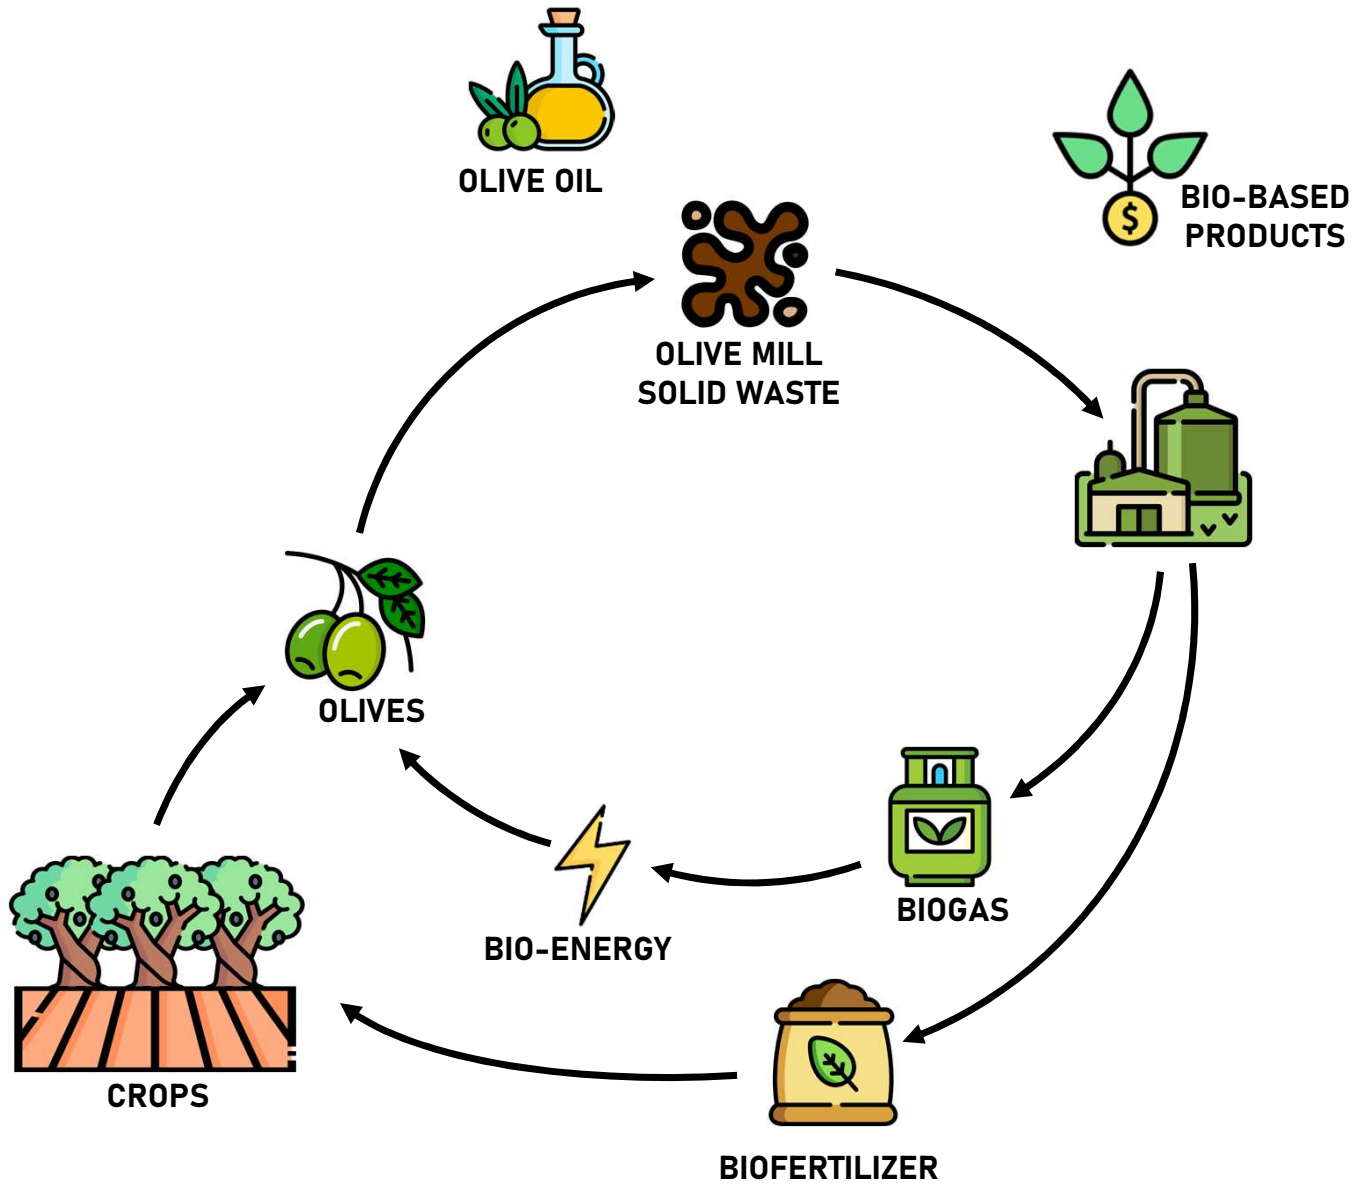 OLIVE OIL
BIO-BASED
PRODUCTS
$
OLIVE MILL
SOLID WASTE
OLIVES
BIOGAS
BIO-ENERGY
CROPS
BIOFERTILIZER